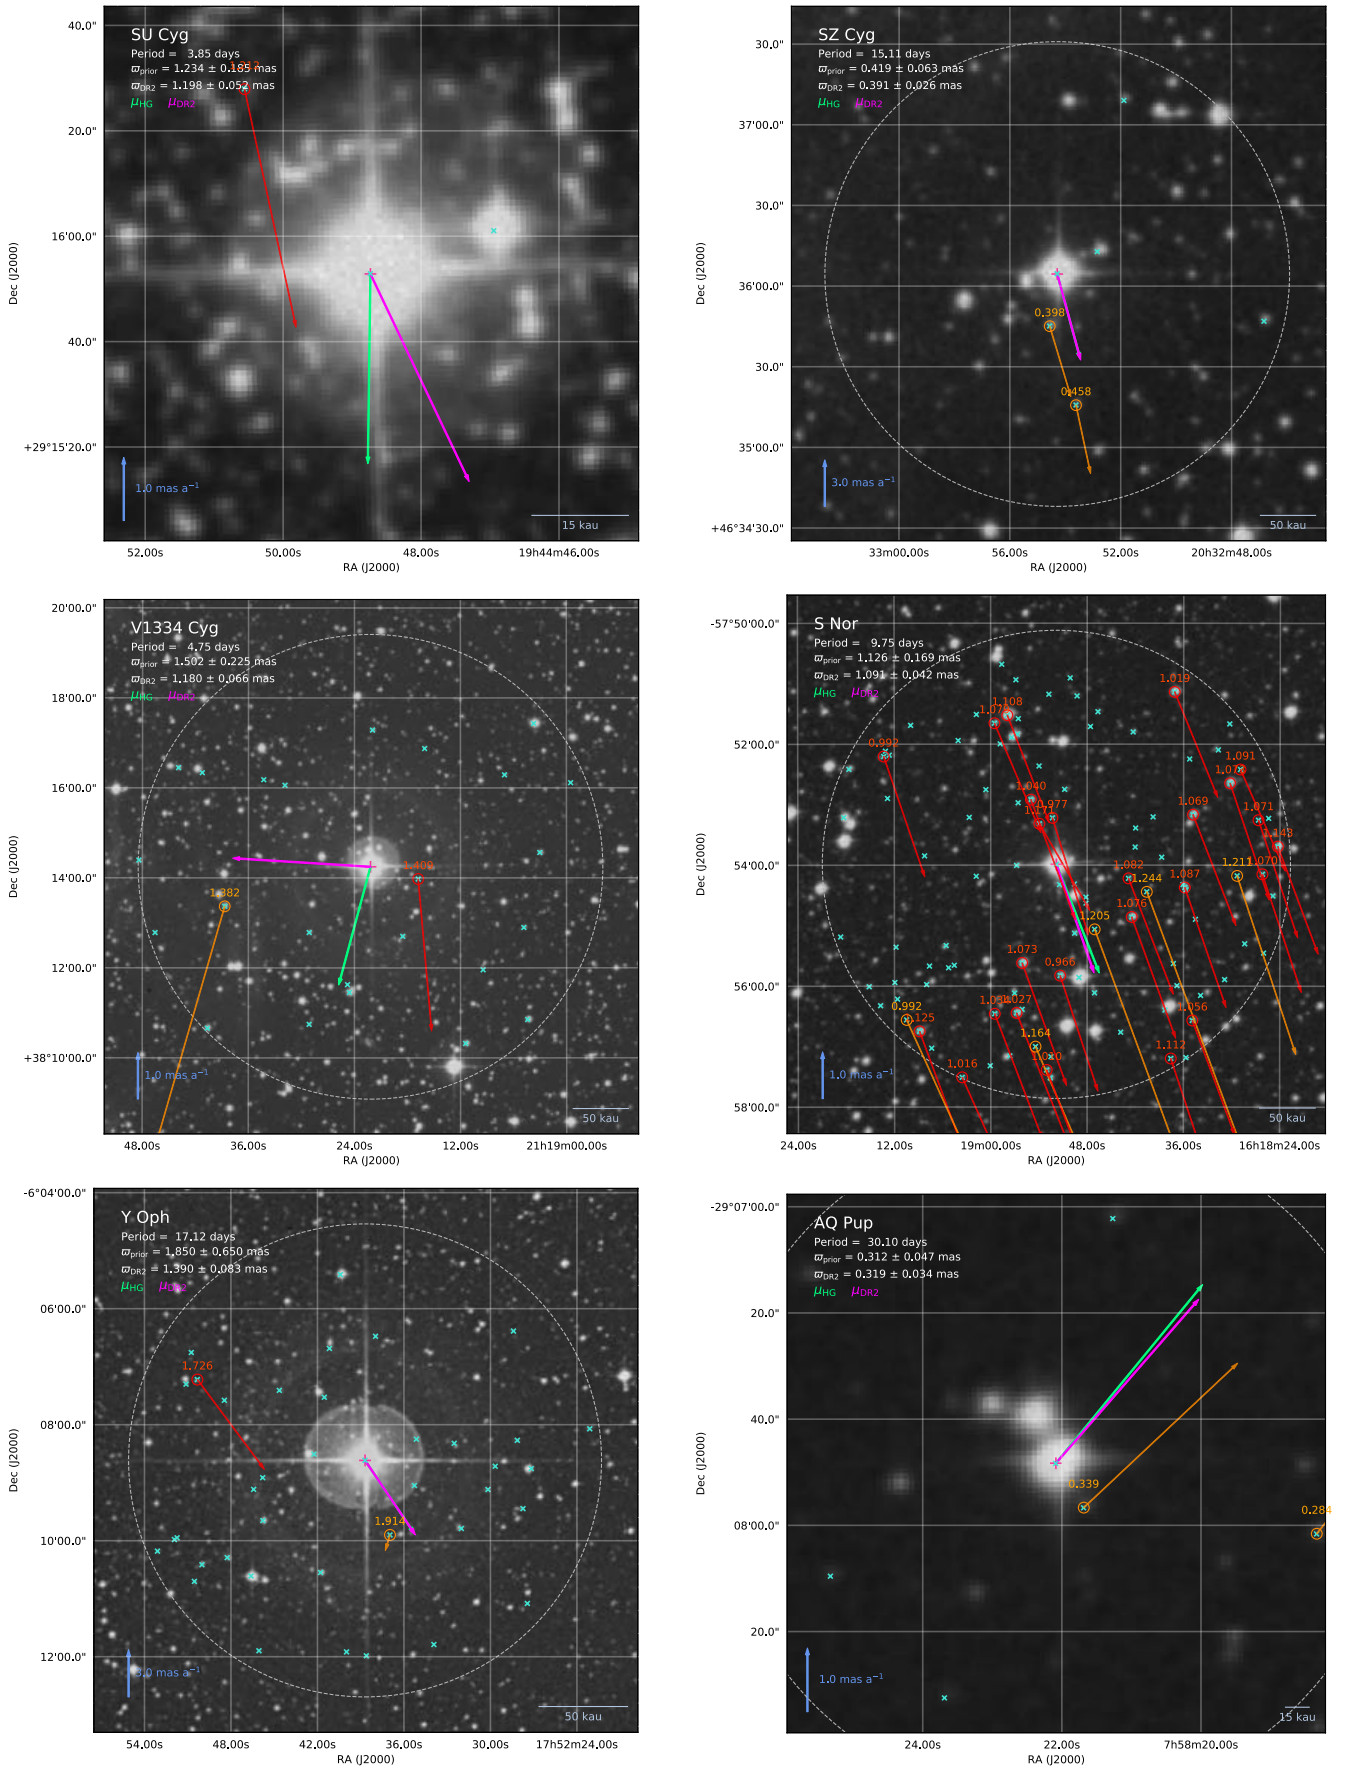 SU Cyg
Period = 3.85 days
ϖprior = 1.234 ± 0.185 mas
ϖDR2 = 1.198 ± 0.052 mas
μHG μDR2
40.0"
20.0"
16'00.0"
40.0"
+29°15'20.0"
Dec (J2000)
1.0 mas a⁻¹
15 kau
52.00s 50.00s 48.00s 19h44m46.00s
RA (J2000)
SZ Cyg
Period = 15.11 days
ϖprior = 0.419 ± 0.063 mas
ϖDR2 = 0.391 ± 0.026 mas
μHG μDR2
30.0"
37'00.0"
30.0"
36'00.0"
30.0"
35'00.0"
+46°34'30.0"
Dec (J2000)
0.398
0.458
3.0 mas a⁻¹
50 kau
33m00.00s 56.00s 52.00s 20h32m48.00s
RA (J2000)
V1334 Cyg
Period = 4.75 days
ϖprior = 1.502 ± 0.225 mas
ϖDR2 = 1.180 ± 0.066 mas
μHG μDR2
20'00.0"
18'00.0"
16'00.0"
14'00.0"
12'00.0"
+38°10'00.0"
Dec (J2000)
1.382
1.0 mas a⁻¹
50 kau
48.00s 36.00s 24.00s 12.00s 21h19m00.00s
RA (J2000)
S Nor
Period = 9.75 days
ϖprior = 1.126 ± 0.169 mas
ϖDR2 = 1.091 ± 0.042 mas
μHG μDR2
-57°50'00.0"
52'00.0"
54'00.0"
56'00.0"
58'00.0"
Dec (J2000)
1.019
1.108
0.992
1.091
1.040
0.977
1.069
1.071
1.143
1.082
1.244
1.087
1.211
1.070
1.076
1.205
1.073
0.966
0.992
1.027
1.164
1.056
1.112
1.016
1.0 mas a⁻¹
50 kau
24.00s 12.00s 19m00.00s 48.00s 36.00s 16h18m24.00s
RA (J2000)
Y Oph
Period = 17.12 days
ϖprior = 1.850 ± 0.650 mas
ϖDR2 = 1.390 ± 0.083 mas
μHG μDR2
-6°04'00.0"
06'00.0"
08'00.0"
10'00.0"
12'00.0"
Dec (J2000)
1.726
1.914
3.0 mas a⁻¹
50 kau
54.00s 48.00s 42.00s 36.00s 30.00s 17h52m24.00s
RA (J2000)
AQ Pup
Period = 30.10 days
ϖprior = 0.312 ± 0.047 mas
ϖDR2 = 0.319 ± 0.034 mas
μHG μDR2
-29°07'00.0"
20.0"
40.0"
08'00.0"
20.0"
Dec (J2000)
0.339
0.284
1.0 mas a⁻¹
15 kau
24.00s 22.00s 7h58m20.00s
RA (J2000)